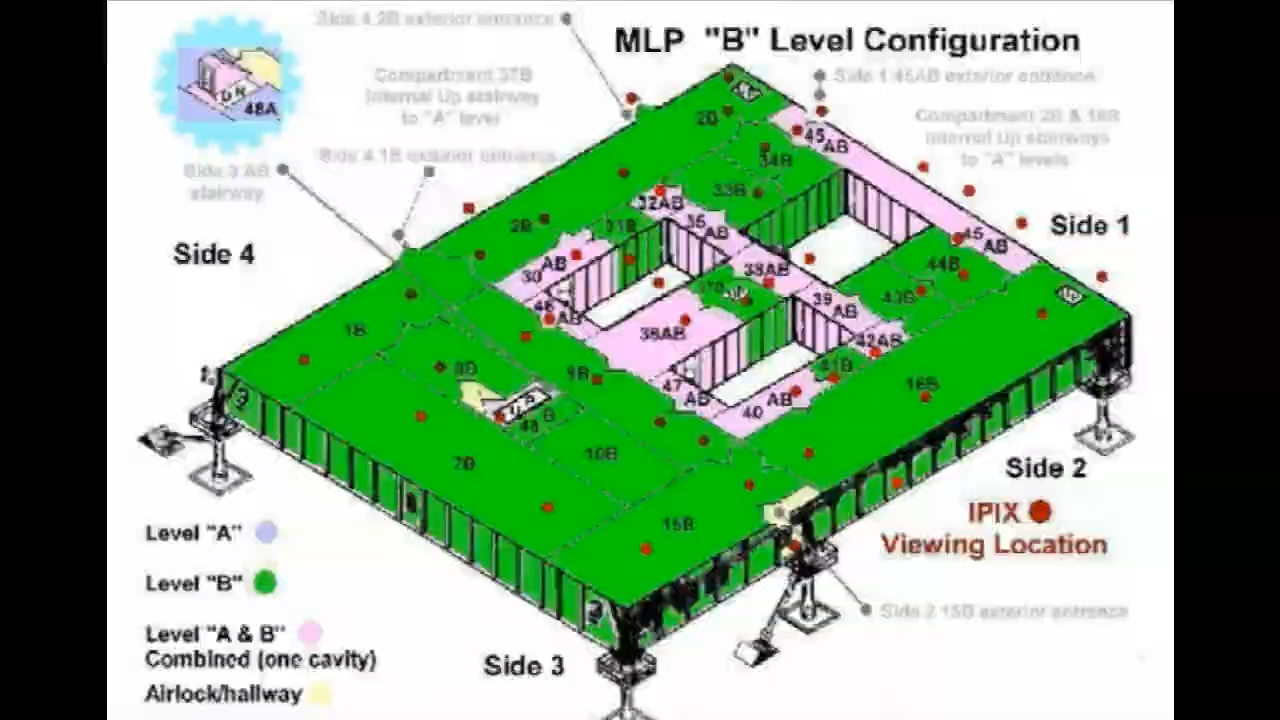 Side 4 2B exterior entrance
MLP "B" Level Configuration
Compartment 37B
Internal Up stairway
to "A" level
Side 1 45AB exterior entrance
Compartment 2B & 16B
Internal Up stairways
to "A" levels
48A
Side 4 1B exterior entrance
Side 3 AB
stairway
Side 4
Side 1
2B
45
AB
34B
33B
32AB
35
AB
2B
31B
45
AB
30
AB
38AB
44B
46
AB
39
AB
43B
1B
36AB
42AB
41B
9B
47
AB
16B
40
AB
10B
7B
15B
Side 2
IPIX
Viewing Location
Level "A"
Level "B"
Level "A & B"
Combined (one cavity)
Airlock/hallway
Side 3
Side 2 15B exterior entrance